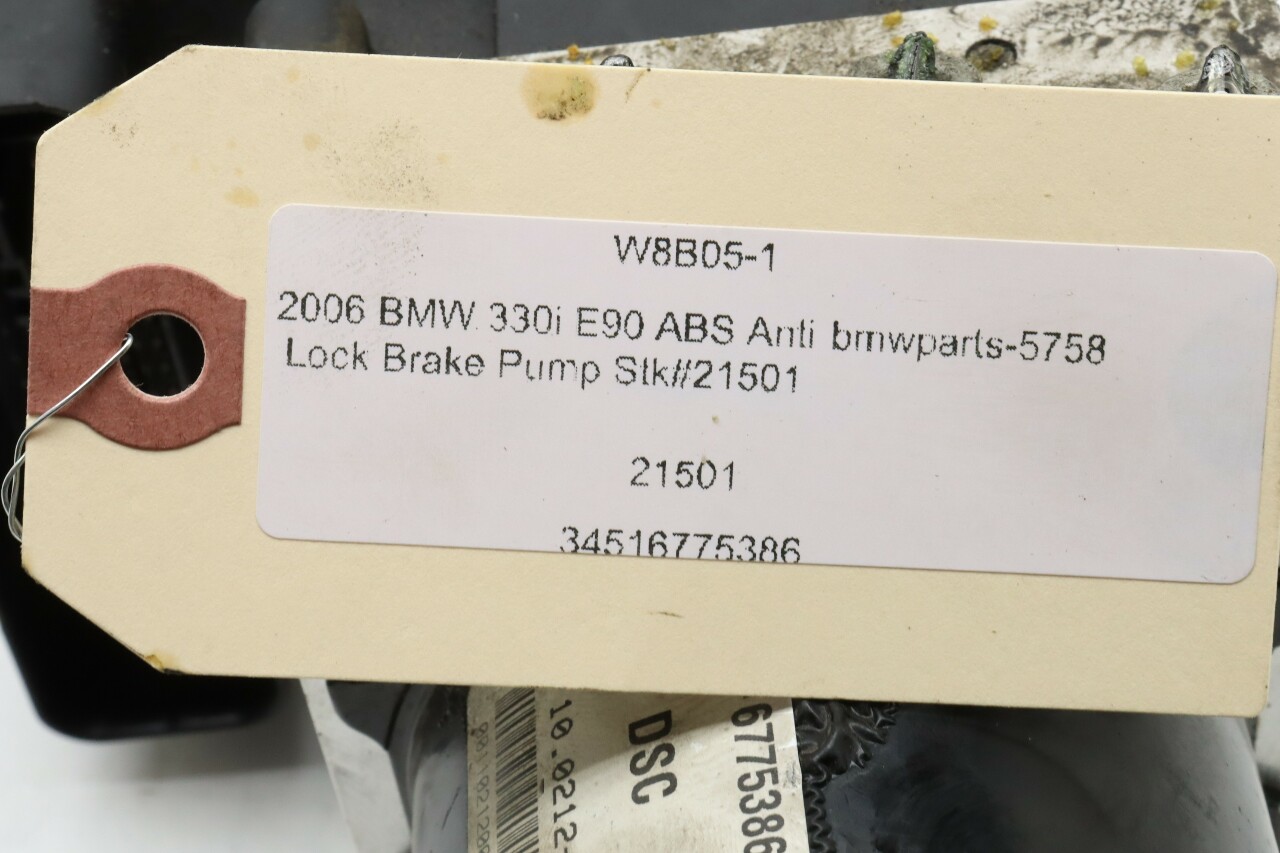 W8B05-1
2006 BMW 330i E90 ABS Anti bmwparts-5758
Lock Brake Pump Stk#21501
21501
34516775386
6775386
DSC
10.0212-